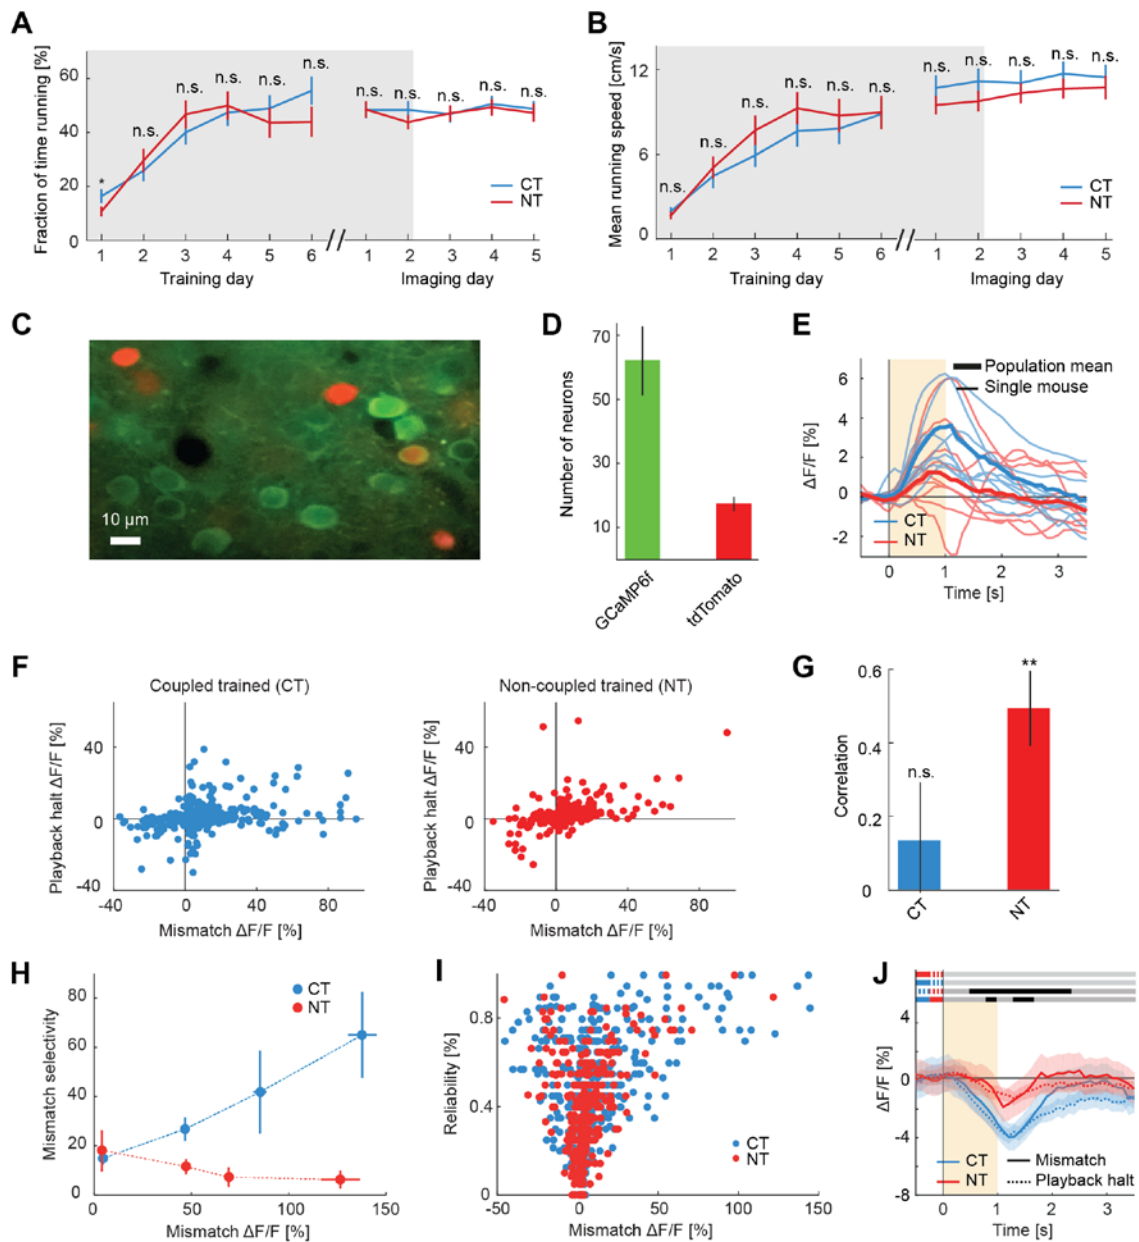 A
Fraction of time running [%]
60
40
20
0
*
n.s.
n.s.
n.s.
n.s.
n.s.
n.s.
n.s.
n.s.
n.s.
n.s.
CT
NT
1 2 3 4 5 6 // 1 2 3 4 5
Training day Imaging day
B
Mean running speed [cm/s]
12
6
0
n.s.
n.s.
n.s.
n.s.
n.s.
n.s.
n.s.
n.s.
n.s.
n.s.
n.s.
CT
NT
1 2 3 4 5 6 // 1 2 3 4 5
Training day Imaging day
C
10 µm
D
Number of neurons
70
50
30
10
GCaMP6f
tdTomato
E
ΔF/F [%]
6
4
2
0
-2
Population mean
Single mouse
CT
NT
0 1 2 3
Time [s]
F
Coupled trained (CT)
Playback halt ΔF/F [%]
40
0
-40
-40 0 40 80
Mismatch ΔF/F [%]
Non-coupled trained (NT)
Playback halt ΔF/F [%]
40
0
-40
-40 0 40 80
Mismatch ΔF/F [%]
G
Correlation
0.6
0.4
0.2
0
n.s.
**
CT
NT
H
Mismatch selectivity
80
60
40
20
0
CT
NT
0 50 100 150
Mismatch ΔF/F [%]
I
Reliability [%]
0.8
0.4
0
CT
NT
-50 0 50 100 150
Mismatch ΔF/F [%]
J
ΔF/F [%]
4
0
-4
-8
CT
NT
Mismatch
Playback halt
0 1 2 3
Time [s]